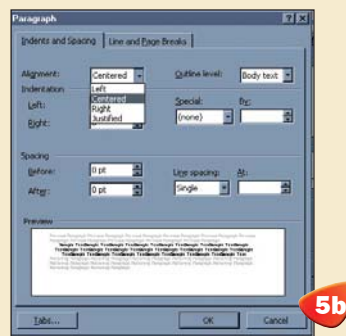 Paragraph
Indents and Spacing Line and Page Breaks
Alignment: Centered Outline level: Body text
Left
Indentation
Centered
Left: Special: By:
Right
Justified
(none)
Right:
Spacing
Before: 0 pt Line spacing: At:
After: 0 pt Single
Preview
Tabs... OK Cancel
5b